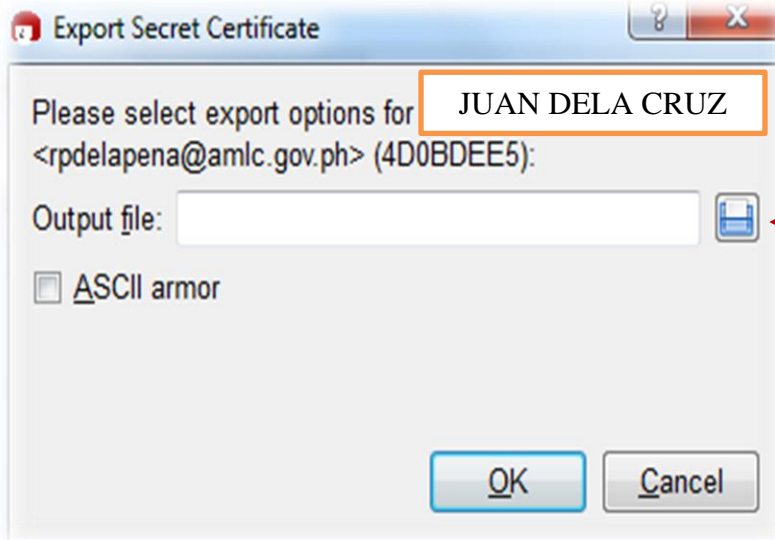 Export Secret Certificate
Please select export options for JUAN DELA CRUZ
<rpdelapena@amlc.gov.ph> (4D0BDEE5):
Output file:
ASCII armor
OK Cancel